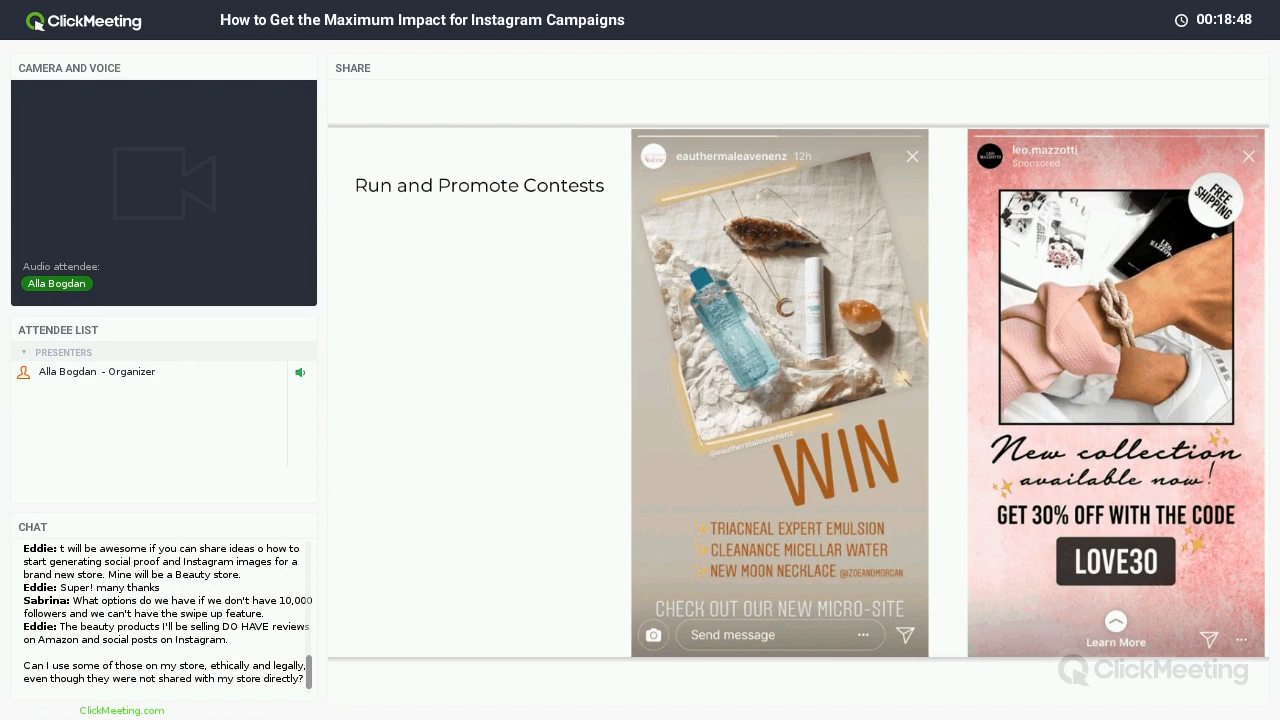 ClickMeeting
How to Get the Maximum Impact for Instagram Campaigns
00:18:48
CAMERA AND VOICE
Audio attendee:
Alla Bogdan
ATTENDEE LIST
PRESENTERS
Alla Bogdan - Organizer
CHAT
Eddie: t will be awesome if you can share ideas o how to
start generating social proof and Instagram images for a
brand new store. Mine will be a Beauty store.
Eddie: Super! many thanks
Sabrina: What options do we have if we don't have 10,000
followers and we can't have the swipe up feature.
Eddie: The beauty products I'll be selling DO HAVE reviews
on Amazon and social posts on Instagram.
Can I use some of those on my store, ethically and legally,
even though they were not shared with my store directly?
ClickMeeting.com
SHARE
Run and Promote Contests
eauthermaleavenenz 12h
@eauthermaleavenenz
WIN
TRIACNEAL EXPERT EMULSION
CLEANANCE MICELLAR WATER
NEW MOON NECKLACE @ZOEANDMORGAN
CHECK OUT OUR NEW MICRO-SITE
Send message
leo.mazzotti
Sponsored
FREE
SHIPPING
LEO
MAZZOTTI
New collection
available now!
GET 30% OFF WITH THE CODE
LOVE30
Learn More
ClickMeeting